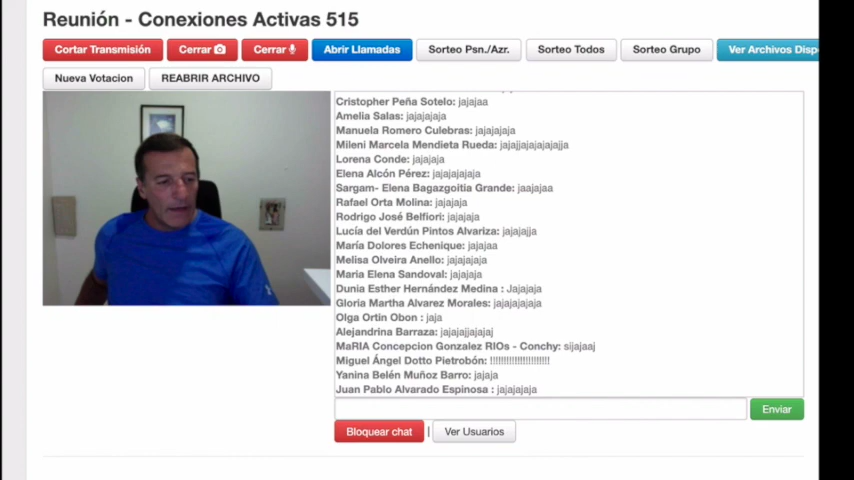 Reunión - Conexiones Activas 515
Cortar Transmisión Cerrar Cerrar Abrir Llamadas Sorteo Psn./Azr. Sorteo Todos Sorteo Grupo Ver Archivos Disp
Nueva Votacion REABRIR ARCHIVO
Cristopher Peña Sotelo: jajajaa
Amelia Salas: jajajajaja
Manuela Romero Culebras: jajajajaja
Mileni Marcela Mendieta Rueda: jajajjajajajajajja
Lorena Conde: jajajaja
Elena Alcón Pérez: jajajajajaja
Sargam- Elena Bagazgoitia Grande: jaajajaa
Rafael Orta Molina: jajajaja
Rodrigo José Belfiori: jajajaja
Lucía del Verdún Pintos Alvariza: jajajajja
María Dolores Echenique: jajajaa
Melisa Olveira Anello: jajajajaja
Maria Elena Sandoval: jajajaja
Dunia Esther Hernández Medina : Jajajaja
Gloria Martha Alvarez Morales: jajajajajaja
Olga Ortin Obon : jaja
Alejandrina Barraza: jajajajjajajaj
MaRIA Concepcion Gonzalez RIOs - Conchy: sijajaaj
Miguel Ángel Dotto Pietrobón: !!!!!!!!!!!!!!!!!!!!!!
Yanina Belén Muñoz Barro: jajaja
Juan Pablo Alvarado Espinosa : jajajajaja
Enviar
Bloquear chat | Ver Usuarios